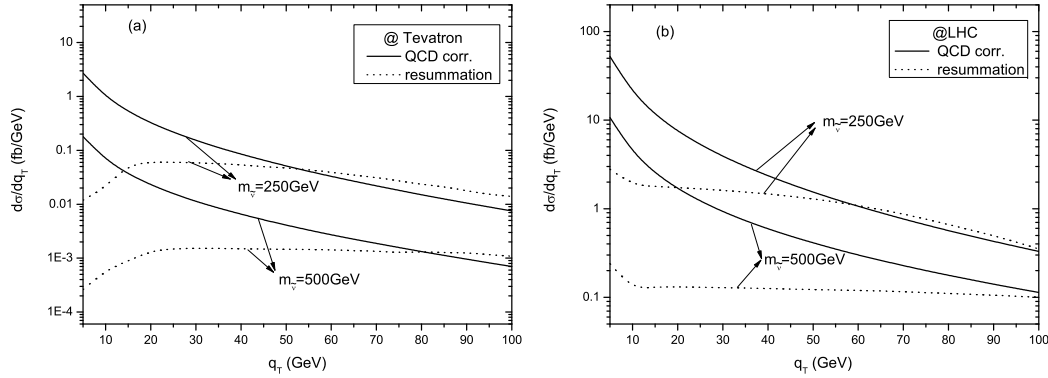 (a)
@ Tevatron
QCD corr.
resummation
dσ/dq_T (fb/GeV)
10
1
0.1
0.01
1E-3
1E-4
m_ν̃=250GeV
m_ν̃=500GeV
10 20 30 40 50 60 70 80 90 100
q_T (GeV)
(b)
@LHC
QCD corr.
resummation
dσ/dq_T (fb/GeV)
100
10
1
0.1
m_ν̃=250GeV
m_ν̃=500GeV
10 20 30 40 50 60 70 80 90 100
q_T (GeV)